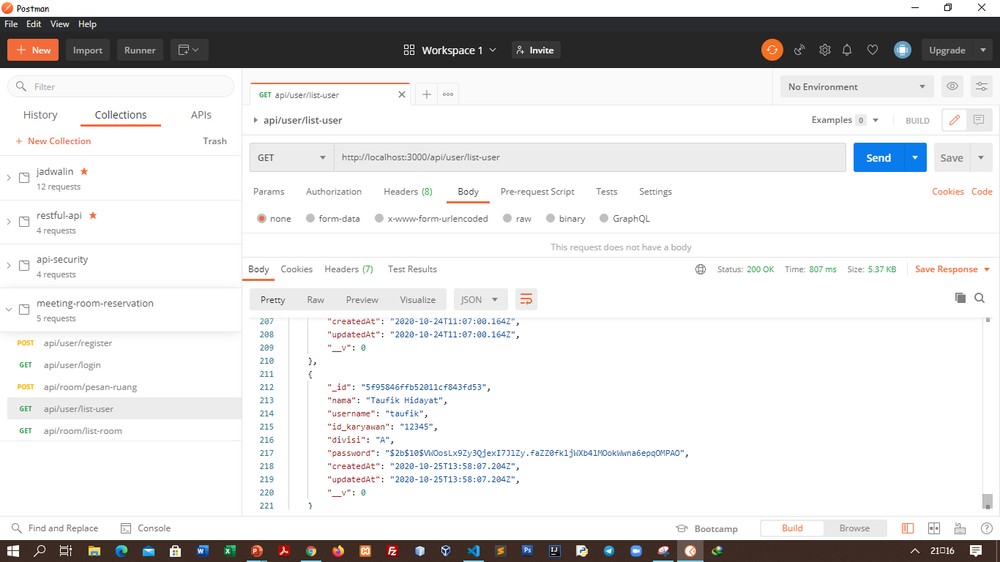 Postman
File Edit View Help
New Import Runner Workspace 1 Invite Upgrade
Filter
History Collections APIs
New Collection Trash
jadwalin
12 requests
restful-api
4 requests
api-security
4 requests
meeting-room-reservation
5 requests
POST api/user/register
GET api/user/login
POST api/room/pesan-ruang
GET api/user/list-user
GET api/room/list-room
GET api/user/list-user
No Environment
api/user/list-user
Examples 0 BUILD
GET http://localhost:3000/api/user/list-user Send Save
Params Authorization Headers (8) Body Pre-request Script Tests Settings Cookies Code
none form-data x-www-form-urlencoded raw binary GraphQL
This request does not have a body
Body Cookies Headers (7) Test Results Status: 200 OK Time: 807 ms Size: 5.37 KB Save Response
Pretty Raw Preview Visualize JSON
207 "createdAt": "2020-10-24T11:07:00.164Z",
208 "updatedAt": "2020-10-24T11:07:00.164Z",
209 "__v": 0
210 },
211 {
212 "_id": "5f95846ffb52011cf843fd53",
213 "nama": "Taufik Hidayat",
214 "username": "taufik",
215 "id_karyawan": "12345",
216 "divisi": "A",
217 "password": "$2b$10$VWOosLx9Zy3QjexI7JlZy.faZZ0fkljWXb4lMOokWwna6epqOMPAO",
218 "createdAt": "2020-10-25T13:58:07.204Z",
219 "updatedAt": "2020-10-25T13:58:07.204Z",
220 "__v": 0
221 }
Find and Replace Console Bootcamp Build Browse
21▯16